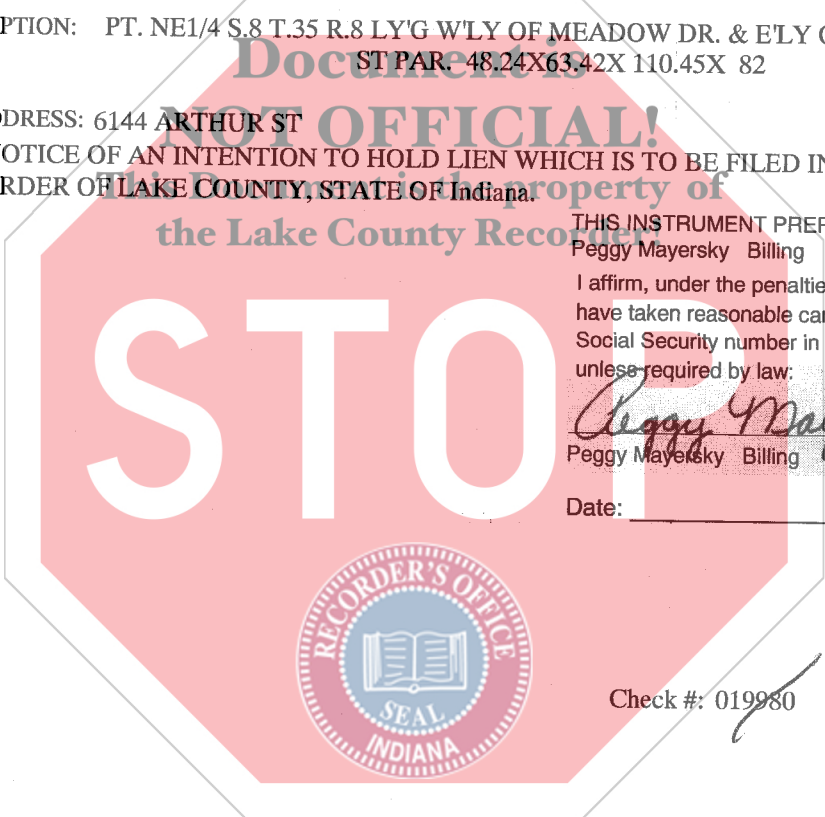 PTION: PT. NE1/4 S.8 T.35 R.8 LY'G W'LY OF MEADOW DR. & E'LY
ST PAR. 48.24X63.42X 110.45X 82
Document is
DRESS: 6144 ARTHUR ST
NOT OFFICIAL!
OTICE OF AN INTENTION TO HOLD LIEN WHICH IS TO BE FILED IN
RDER OF LAKE COUNTY, STATE OF Indiana.
This Document is the property of
the Lake County Recorder!
THIS INSTRUMENT PREP
Peggy Mayersky Billing
I affirm, under the penaltie
have taken reasonable car
Social Security number in
unless required by law:
Peggy Ma
Peggy Mayersky Billing
Date:
STOP
RECORDER'S OFFICE
SEAL
INDIANA
Check #: 019980